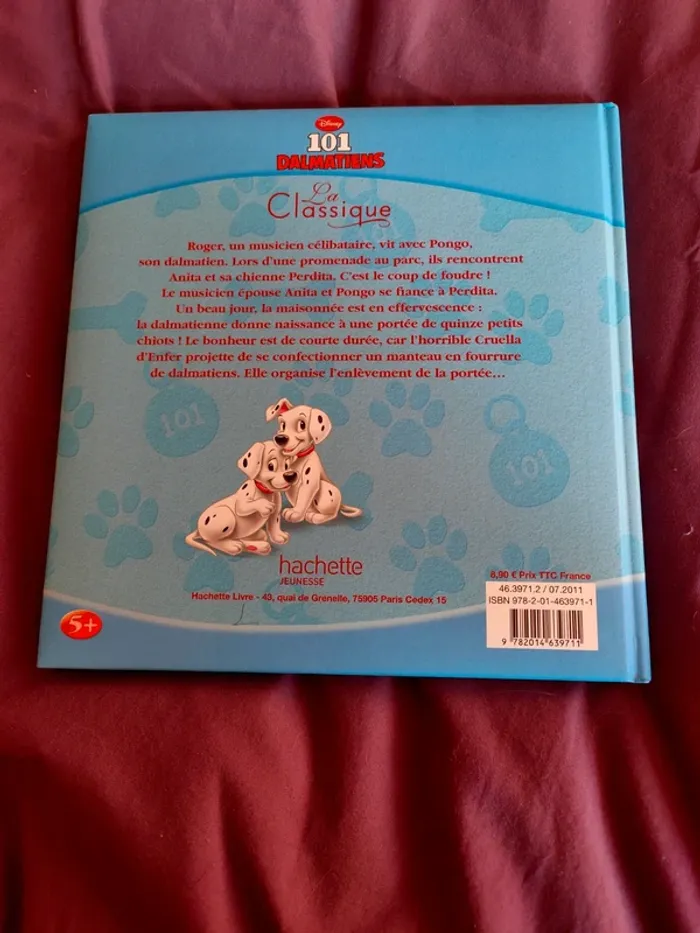 Disney
101
DALMATIENS
La
Classique
Roger, un musicien célibataire, vit avec Pongo,
son dalmatien. Lors d'une promenade au parc, ils rencontrent
Anita et sa chienne Perdita. C'est le coup de foudre !
Le musicien épouse Anita et Pongo se fiance à Perdita.
Un beau jour, la maisonnée est en effervescence :
la dalmatienne donne naissance à une portée de quinze petits
chiots ! Le bonheur est de courte durée, car l'horrible Cruella
d'Enfer projette de se confectionner un manteau en fourrure
de dalmatiens. Elle organise l'enlèvement de la portée...
101
101
hachette
JEUNESSE
Hachette Livre - 43, quai de Grenelle, 75905 Paris Cedex 15
5+
6,90 € Prix TTC France
46.3971.2 / 07.2011
ISBN 978-2-01-463971-1
9 782014 639711